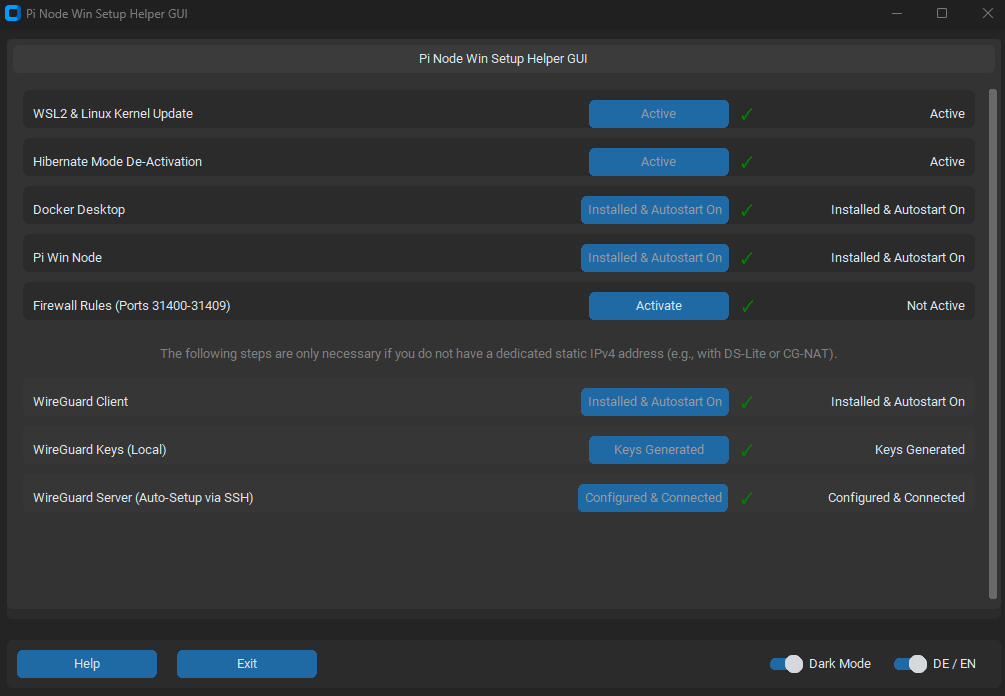 Pi Node Win Setup Helper GUI
Pi Node Win Setup Helper GUI
WSL2 & Linux Kernel Update Active ✓ Active
Hibernate Mode De-Activation Active ✓ Active
Docker Desktop Installed & Autostart On ✓ Installed & Autostart On
Pi Win Node Installed & Autostart On ✓ Installed & Autostart On
Firewall Rules (Ports 31400-31409) Activate ✓ Not Active
The following steps are only necessary if you do not have a dedicated static IPv4 address (e.g., with DS-Lite or CG-NAT).
WireGuard Client Installed & Autostart On ✓ Installed & Autostart On
WireGuard Keys (Local) Keys Generated ✓ Keys Generated
WireGuard Server (Auto-Setup via SSH) Configured & Connected ✓ Configured & Connected
Help Exit Dark Mode DE / EN